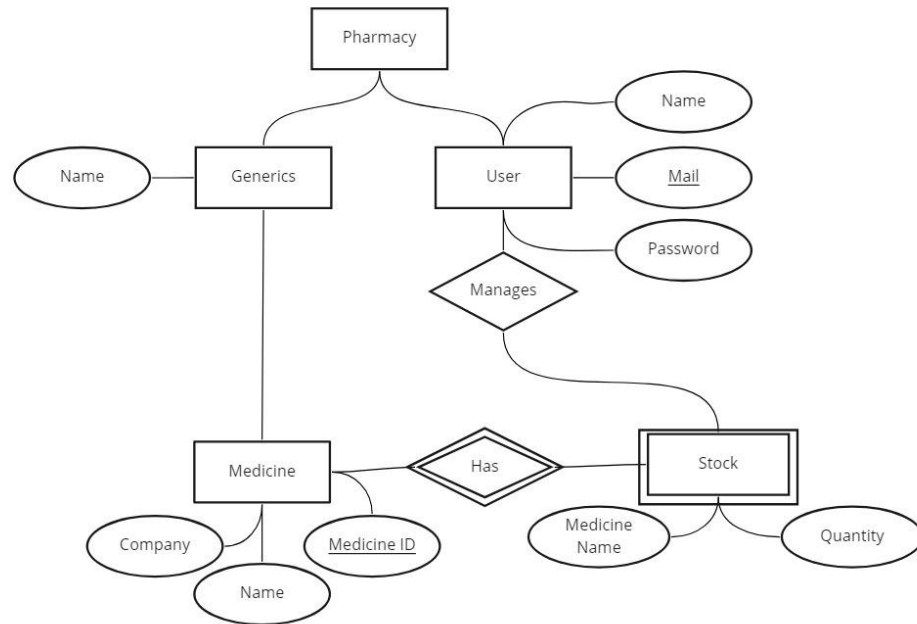 Pharmacy
Name
Name
Generics
User
Mail
Password
Manages
Medicine
Has
Stock
Company
Medicine ID
Medicine
Name
Quantity
Name